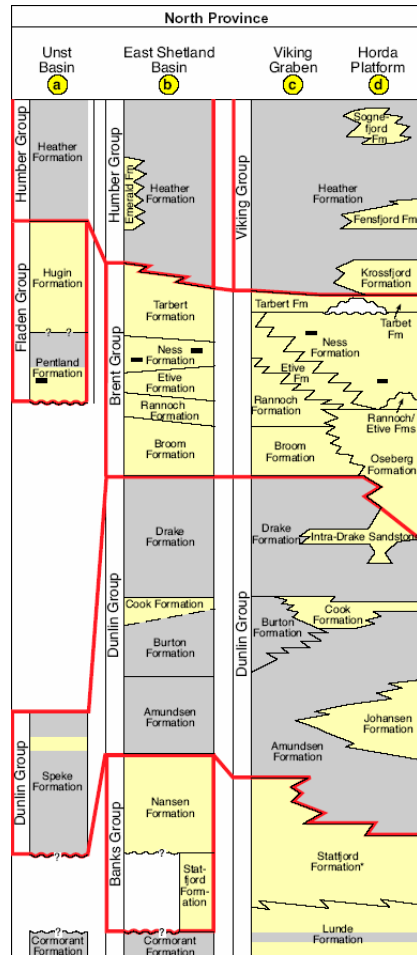 North Province
Unst
Basin
a
East Shetland
Basin
b
Viking
Graben
c
Horda
Platform
d
Humber Group
Heather
Formation
Fladen Group
Hugin
Formation
? ?
Pentland
Formation
Dunlin Group
Speke
Formation
?
?
Cormorant
Formation
Humber Group
Emerald Fm
Heather
Formation
Brent Group
Tarbert
Formation
Ness
Formation
Etive
Formation
Rannoch
Formation
Broom
Formation
Dunlin Group
Drake
Formation
Cook Formation
Burton
Formation
Amundsen
Formation
Banks Group
Nansen
Formation
?
Stat-
fjord
Form-
ation
?
Cormorant
Formation
Viking Group
Sogne-
fjord
Fm
Heather
Formation
Fensfjord Fm
Krossfjord
Formation
Tarbert Fm
Tarbet
Fm
Ness
Formation
Etive
Fm
Rannoch
Formation
Rannoch/
Etive Fms
Broom
Formation
Oseberg
Formation
Dunlin Group
Drake
Formation
Intra-Drake Sandstone
Cook
Formation
Burton
Formation
Johansen
Formation
Amundsen
Formation
Statfjord
Formation*
Lunde
Formation